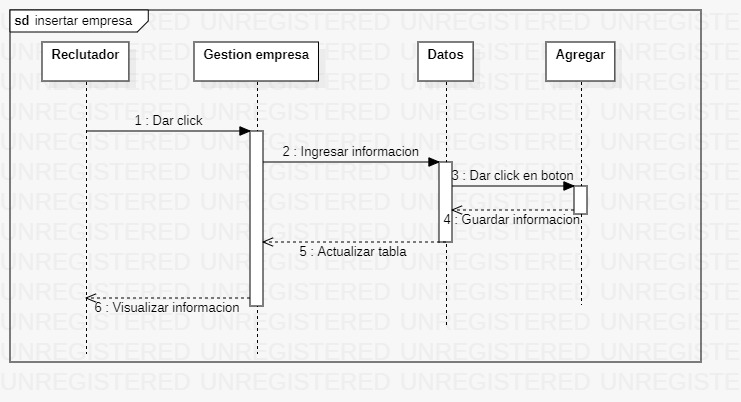 sd insertar empresa
Reclutador
Gestion empresa
Datos
Agregar
1 : Dar click
2 : Ingresar informacion
3 : Dar click en boton
4 : Guardar informacion
5 : Actualizar tabla
6 : Visualizar informacion
UNREGISTERED UNREGISTERED UNREGISTERED UNREGISTERED